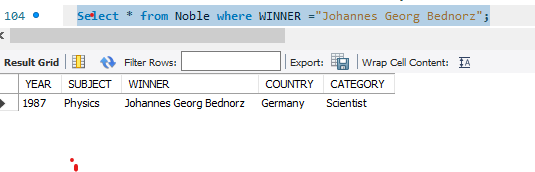 104 Select * from Noble where WINNER ="Johannes Georg Bednorz";
Result Grid Filter Rows: Export: Wrap Cell Content:
YEAR SUBJECT WINNER COUNTRY CATEGORY
1987 Physics Johannes Georg Bednorz Germany Scientist